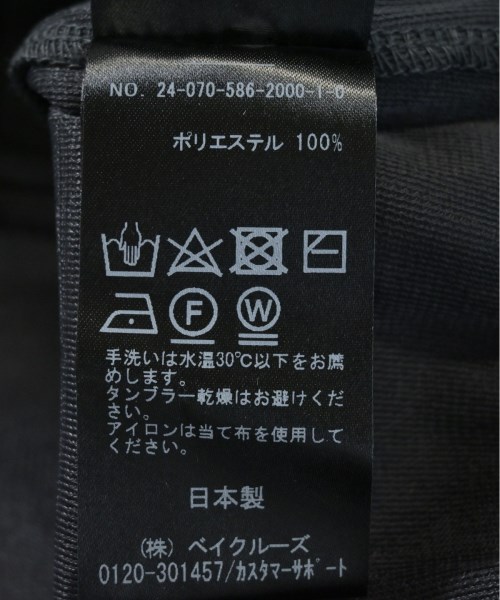 NO. 24-070-586-2000-1-0
ポリエステル 100%
F W
手洗いは水温30℃以下をお薦
めします。
タンブラー乾燥はお避けくだ
さい。
アイロンは当て布を使用して
ください。
日本製
(株) ベイクルーズ
0120-301457/カスタマーサポート